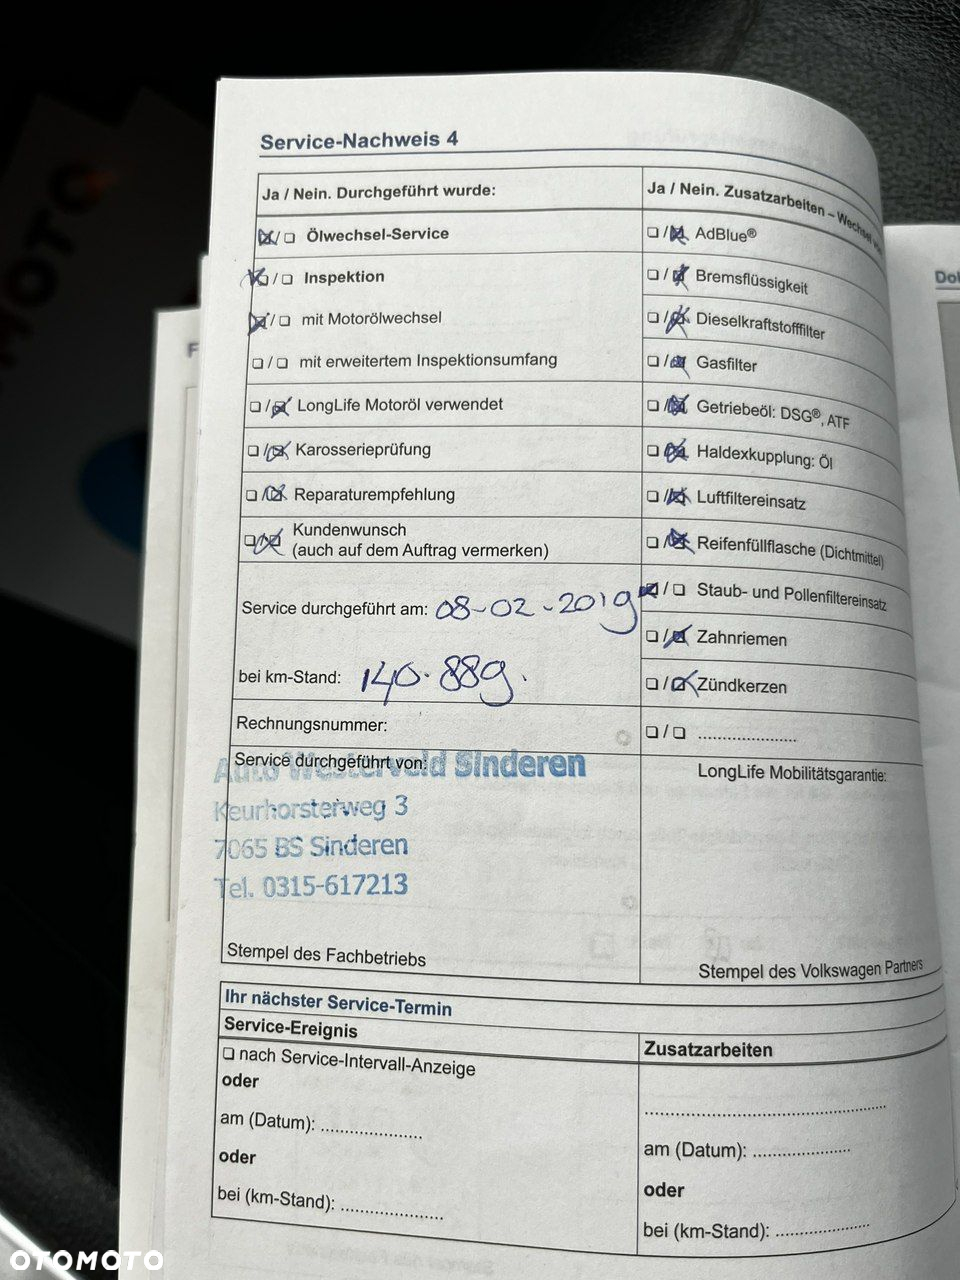 Service-Nachweis 4
Ja / Nein. Durchgeführt wurde:
Ölwechsel-Service
Inspektion
mit Motorölwechsel
mit erweitertem Inspektionsumfang
LongLife Motoröl verwendet
Karosserieprüfung
Reparaturempfehlung
Kundenwunsch
(auch auf dem Auftrag vermerken)
Service durchgeführt am: 08-02-2019
bei km-Stand: 140.889.
Rechnungsnummer:
Service durchgeführt von:
Auto Westerveld Sinderen
Keurhorsterweg 3
7065 BS Sinderen
Tel. 0315-617213
Stempel des Fachbetriebs
Ja / Nein. Zusatzarbeiten – Wechsel
AdBlue®
Bremsflüssigkeit
Dieselkraftstofffilter
Gasfilter
Getriebeöl: DSG®, ATF
Haldexkupplung: Öl
Luftfiltereinsatz
Reifenfüllflasche (Dichtmittel)
Staub- und Pollenfiltereinsatz
Zahnriemen
Zündkerzen
......................
LongLife Mobilitätsgarantie:
Stempel des Volkswagen Partners
Ihr nächster Service-Termin
Service-Ereignis
nach Service-Intervall-Anzeige
oder
am (Datum): ......................
oder
bei (km-Stand): ......................
Zusatzarbeiten
..........................................
am (Datum): ......................
oder
bei (km-Stand): ......................
OTOMOTO